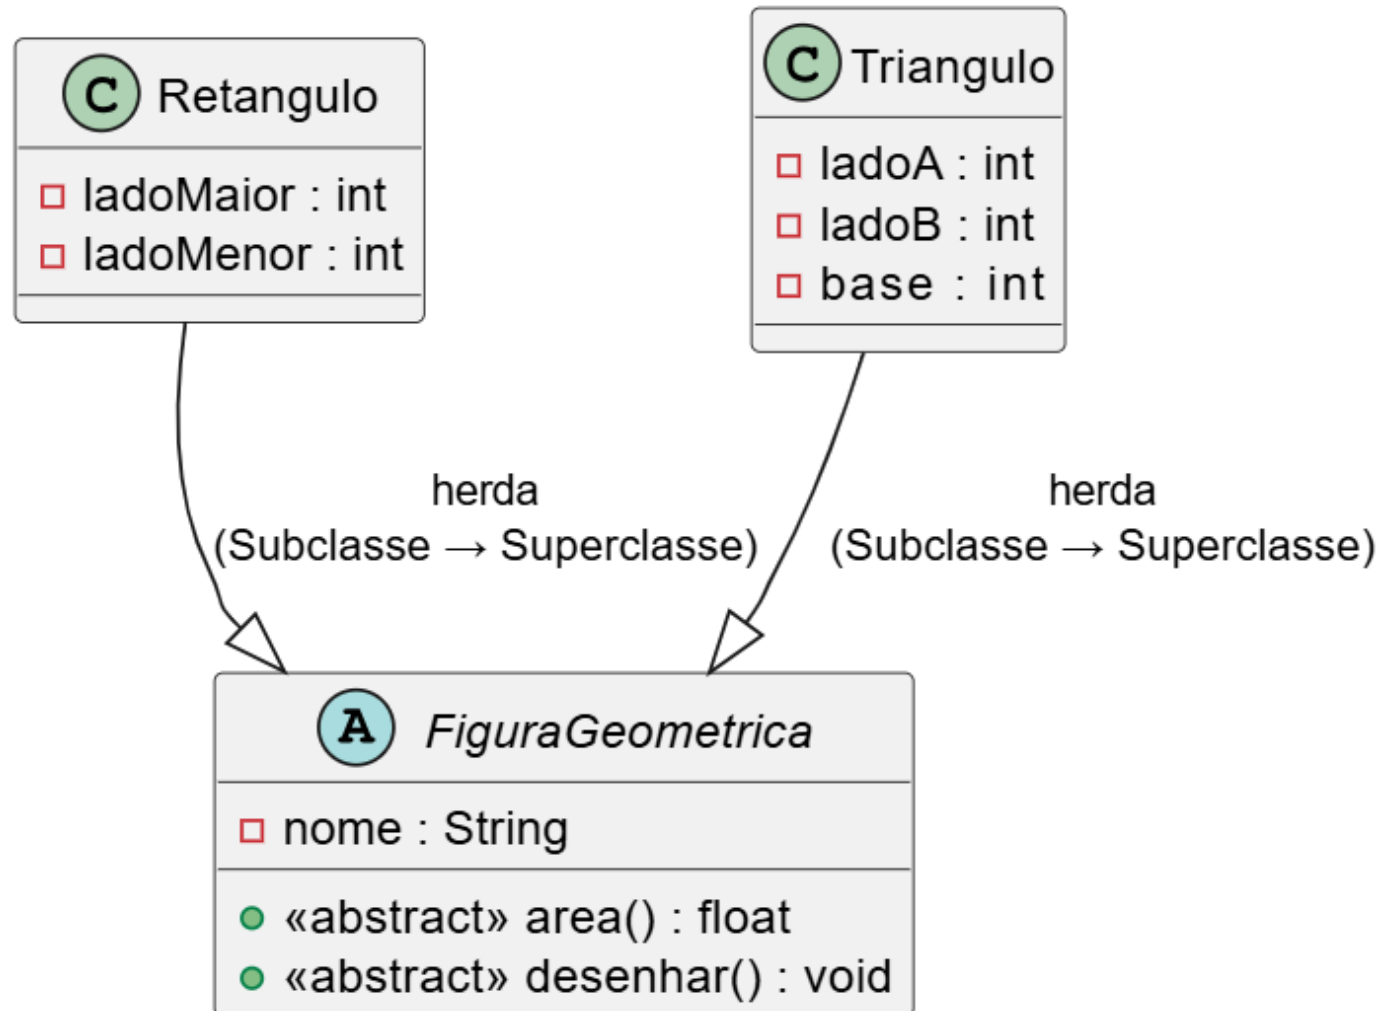 C Retangulo
ladoMaior : int
ladoMenor : int
C Triangulo
ladoA : int
ladoB : int
base : int
herda
(Subclasse → Superclasse)
herda
(Subclasse → Superclasse)
A FiguraGeometrica
nome : String
«abstract» area() : float
«abstract» desenhar() : void